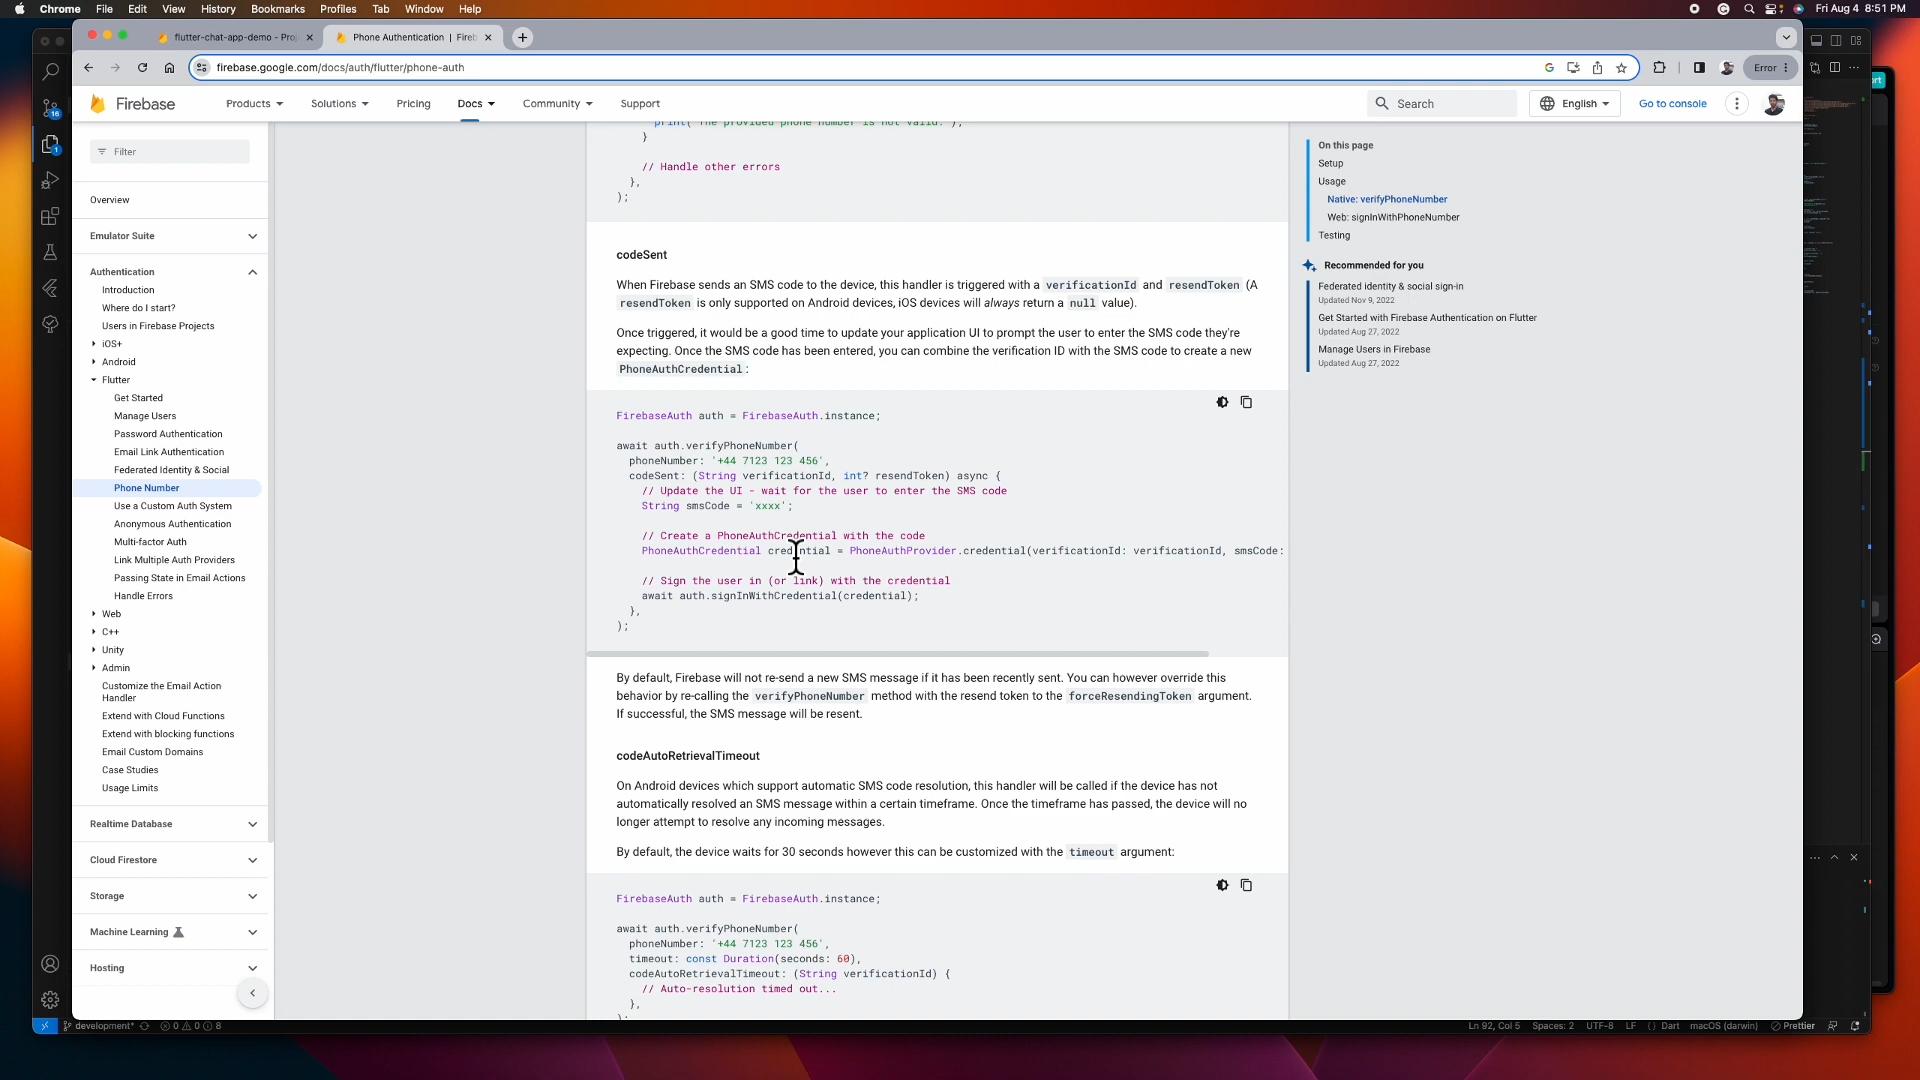 Chrome File Edit View History Bookmarks Profiles Tab Window Help Fri Aug 4 8:51 PM
flutter-chat-app-demo - Proj Phone Authentication | Fireb
firebase.google.com/docs/auth/flutter/phone-auth Error
Firebase Products Solutions Pricing Docs Community Support Search English Go to console
Filter
Overview
Emulator Suite
Authentication
Introduction
Where do I start?
Users in Firebase Projects
iOS+
Android
Flutter
Get Started
Manage Users
Password Authentication
Email Link Authentication
Federated Identity & Social
Phone Number
Use a Custom Auth System
Anonymous Authentication
Multi-factor Auth
Link Multiple Auth Providers
Passing State in Email Actions
Handle Errors
Web
C++
Unity
Admin
Customize the Email Action
Handler
Extend with Cloud Functions
Extend with blocking functions
Email Custom Domains
Case Studies
Usage Limits
Realtime Database
Cloud Firestore
Storage
Machine Learning
Hosting
print('The provided phone number is not valid.');
}
// Handle other errors
},
);
codeSent
When Firebase sends an SMS code to the device, this handler is triggered with a verificationId and resendToken (A
resendToken is only supported on Android devices, iOS devices will always return a null value).
Once triggered, it would be a good time to update your application UI to prompt the user to enter the SMS code they're
expecting. Once the SMS code has been entered, you can combine the verification ID with the SMS code to create a new
PhoneAuthCredential:
FirebaseAuth auth = FirebaseAuth.instance;
await auth.verifyPhoneNumber(
phoneNumber: '+44 7123 123 456',
codeSent: (String verificationId, int? resendToken) async {
// Update the UI - wait for the user to enter the SMS code
String smsCode = 'xxxx';
// Create a PhoneAuthCredential with the code
PhoneAuthCredential credential = PhoneAuthProvider.credential(verificationId: verificationId, smsCode:
// Sign the user in (or link) with the credential
await auth.signInWithCredential(credential);
},
);
By default, Firebase will not re-send a new SMS message if it has been recently sent. You can however override this
behavior by re-calling the verifyPhoneNumber method with the resend token to the forceResendingToken argument.
If successful, the SMS message will be resent.
codeAutoRetrievalTimeout
On Android devices which support automatic SMS code resolution, this handler will be called if the device has not
automatically resolved an SMS message within a certain timeframe. Once the timeframe has passed, the device will no
longer attempt to resolve any incoming messages.
By default, the device waits for 30 seconds however this can be customized with the timeout argument:
FirebaseAuth auth = FirebaseAuth.instance;
await auth.verifyPhoneNumber(
phoneNumber: '+44 7123 123 456',
timeout: const Duration(seconds: 60),
codeAutoRetrievalTimeout: (String verificationId) {
// Auto-resolution timed out...
},
);
On this page
Setup
Usage
Native: verifyPhoneNumber
Web: signInWithPhoneNumber
Testing
Recommended for you
Federated identity & social sign-in
Updated Nov 9, 2022
Get Started with Firebase Authentication on Flutter
Updated Aug 27, 2022
Manage Users in Firebase
Updated Aug 27, 2022
16
1
development* 0 0 8 Ln 92, Col 5 Spaces: 2 UTF-8 LF {} Dart macOS (darwin) Prettier